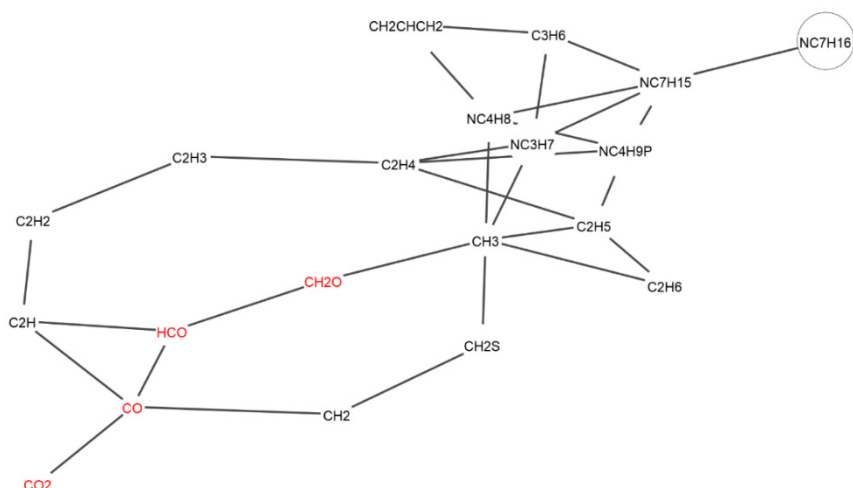 CH2CHCH2
C3H6
NC7H16
NC7H15
NC4H8
NC3H7
NC4H9P
C2H3
C2H4
C2H2
C2H5
CH3
CH2O
C2H6
C2H
HCO
CH2S
CO
CH2
CO2